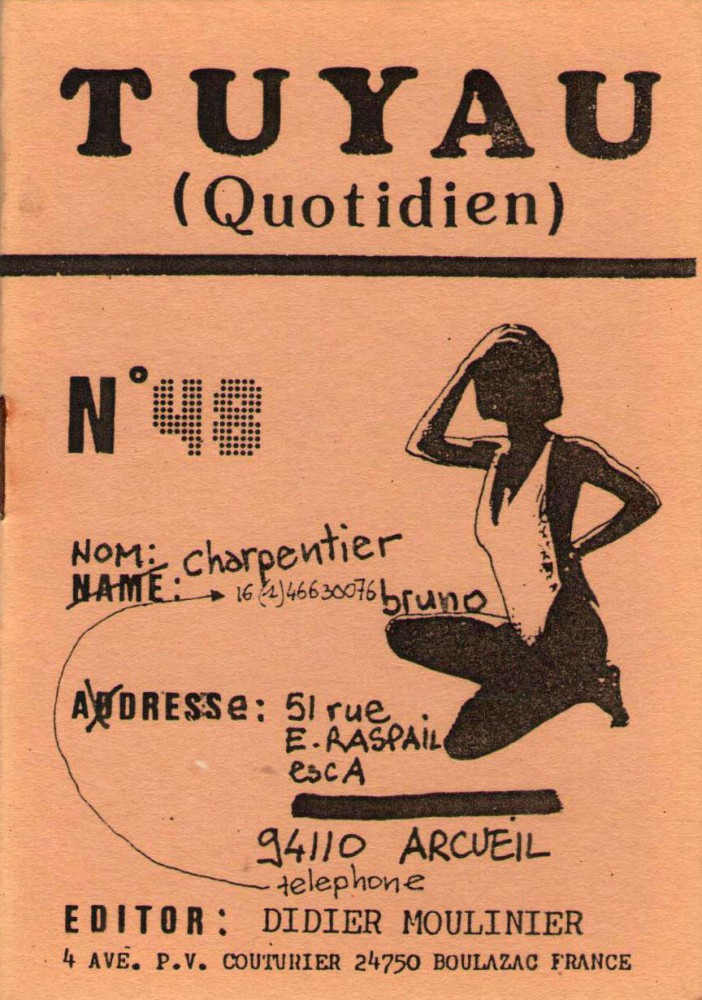 TUYAU
(Quotidien)
N° 48
NOM: charpentier
NAME: 16 (1) 46630076 bruno
ADDRESSe: 51 rue
E. RASPAIL
esc A
94110 ARCUEIL
telephone
EDITOR: DIDIER MOULINIER
4 AVE. P.V. COUTURIER 24750 BOULAZAC FRANCE